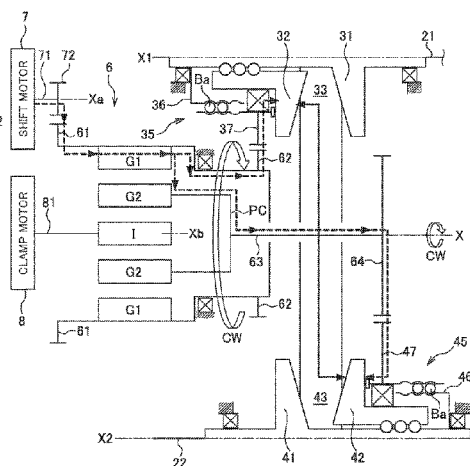 7
71
72
6
X1
32
31
21
Xa
Ba
33
36
35
37
61
62
G1
G2
PC
CLAMP MOTOR
SHIFT MOTOR
81
I
Xb
63
X
CW
G2
64
G1
61
62
8
CW
47
45
46
43
Ba
X2
22
41
42